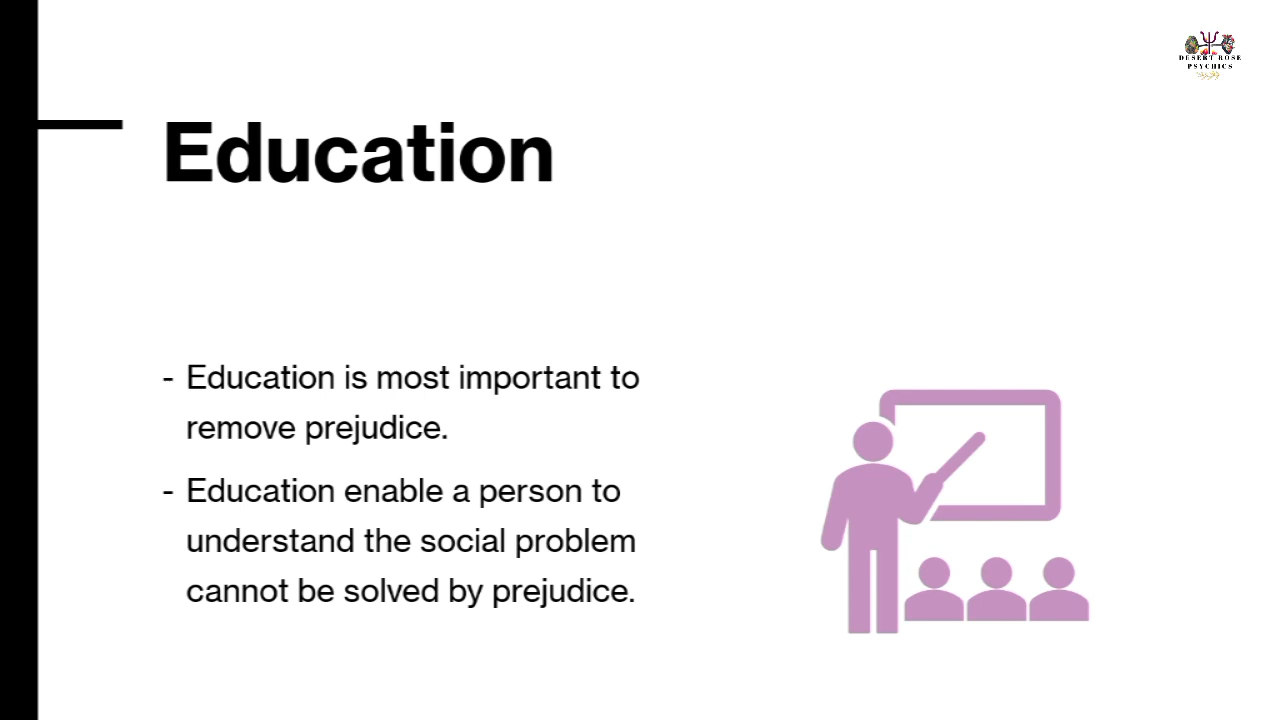 DESERT ROSE
PSYCHICS
Education
- Education is most important to
remove prejudice.
- Education enable a person to
understand the social problem
cannot be solved by prejudice.